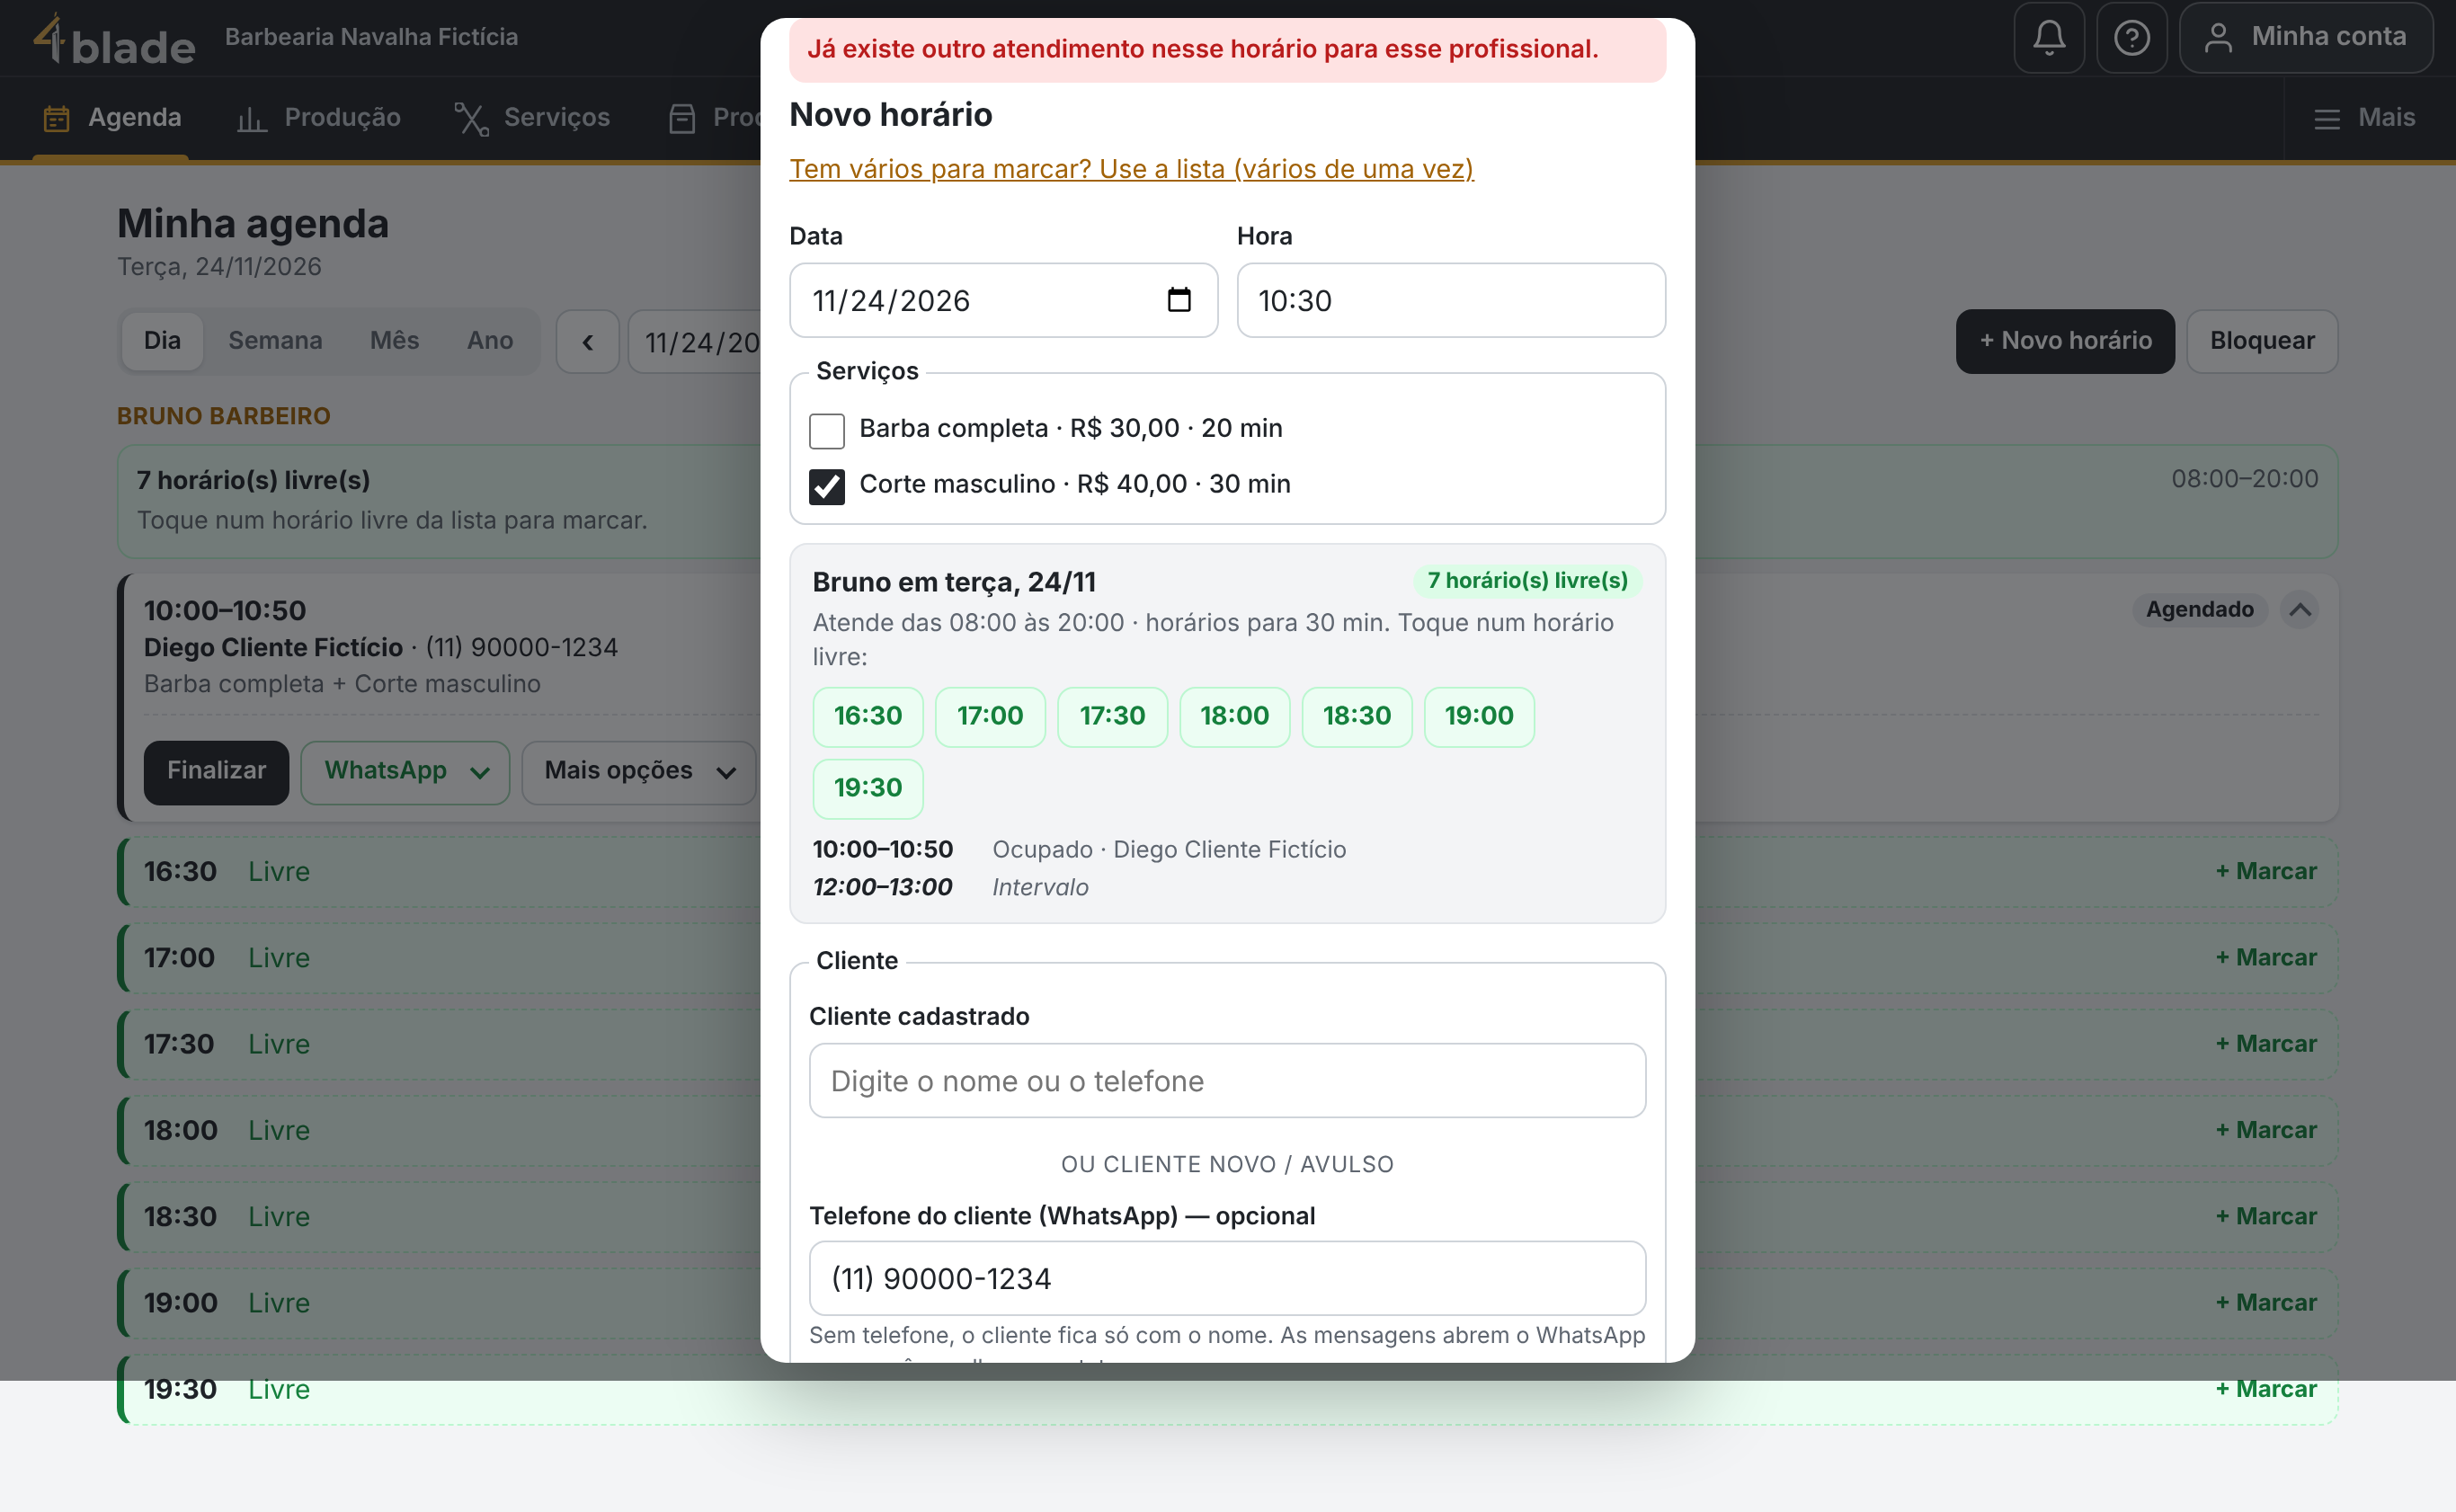 4blade
Barbearia Navalha Fictícia
Minha conta
Agenda
Produção
Serviços
Mais
Minha agenda
Terça, 24/11/2026
Dia
Semana
Mês
Ano
‹
11/24/20
+ Novo horário
Bloquear
BRUNO BARBEIRO
7 horário(s) livre(s)
08:00–20:00
Toque num horário livre da lista para marcar.
10:00–10:50
Agendado
Diego Cliente Fictício · (11) 90000-1234
Barba completa + Corte masculino
Finalizar
WhatsApp
Mais opções
16:30 Livre + Marcar
17:00 Livre + Marcar
17:30 Livre + Marcar
18:00 Livre + Marcar
18:30 Livre + Marcar
19:00 Livre + Marcar
19:30 Livre + Marcar
Já existe outro atendimento nesse horário para esse profissional.
Novo horário
Tem vários para marcar? Use a lista (vários de uma vez)
Data
Hora
11/24/2026
10:30
Serviços
Barba completa · R$ 30,00 · 20 min
Corte masculino · R$ 40,00 · 30 min
Bruno em terça, 24/11
7 horário(s) livre(s)
Atende das 08:00 às 20:00 · horários para 30 min. Toque num horário
livre:
16:30
17:00
17:30
18:00
18:30
19:00
19:30
10:00–10:50 Ocupado · Diego Cliente Fictício
12:00–13:00 Intervalo
Cliente
Cliente cadastrado
Digite o nome ou o telefone
OU CLIENTE NOVO / AVULSO
Telefone do cliente (WhatsApp) — opcional
(11) 90000-1234
Sem telefone, o cliente fica só com o nome. As mensagens abrem o WhatsApp